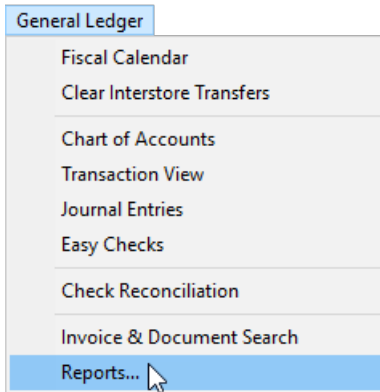 General Ledger
Fiscal Calendar
Clear Interstore Transfers
Chart of Accounts
Transaction View
Journal Entries
Easy Checks
Check Reconciliation
Invoice & Document Search
Reports...